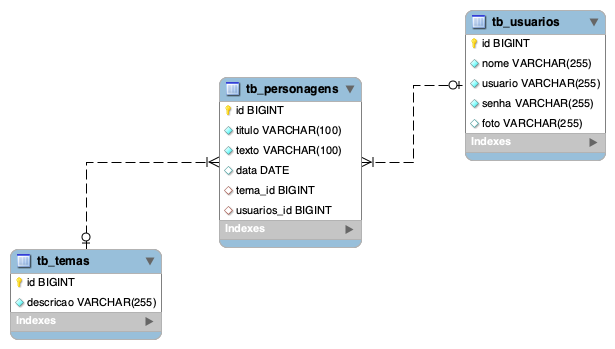 tb_usuarios
id BIGINT
nome VARCHAR(255)
usuario VARCHAR(255)
senha VARCHAR(255)
foto VARCHAR(255)
Indexes
tb_personagens
id BIGINT
titulo VARCHAR(100)
texto VARCHAR(100)
data DATE
tema_id BIGINT
usuarios_id BIGINT
Indexes
tb_temas
id BIGINT
descricao VARCHAR(255)
Indexes